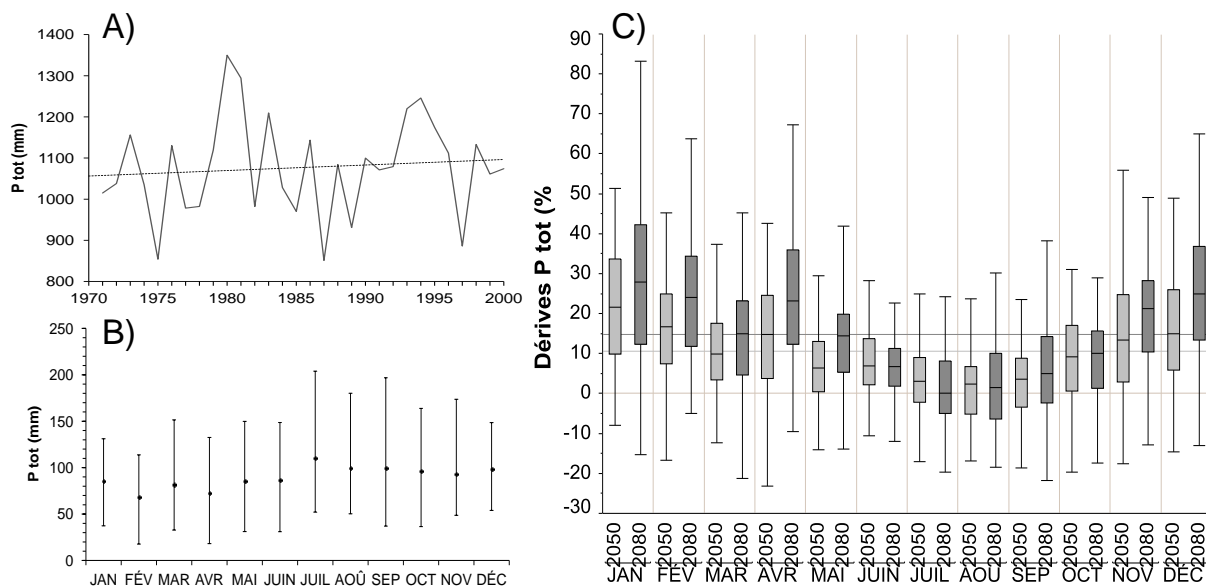 A)
1400
1300
1200
1100
1000
900
800
P tot (mm)
1970 1975 1980 1985 1990 1995 2000
B)
250
200
150
100
50
0
P tot (mm)
JAN FÉV MAR AVR MAI JUIN JUIL AOÛ SEP OCT NOV DÉC
C)
90
80
70
60
50
40
30
20
10
0
-10
-20
-30
Dérives P tot (%
2050 2080 2050 2080 2050 2080 2050 2080 2050 2080 2050 2080 2050 2080 2050 2080 2050 2080 2050 2080 2050 2080 2050 2080
JAN FÉV MAR AVR MAI JUIN JUIL AOU SEP OCT NOV DÉC